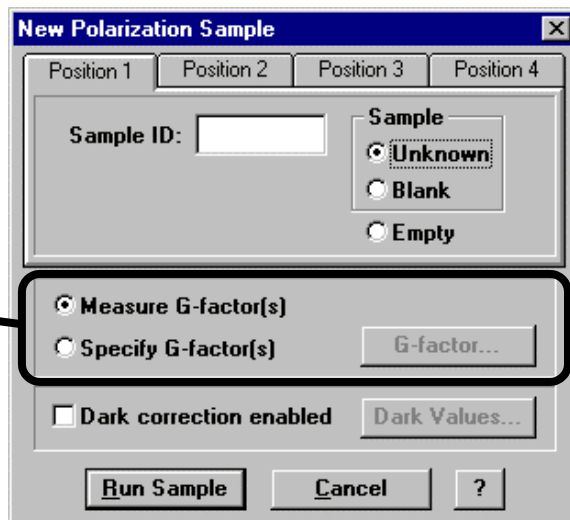 New Polarization Sample
Position 1 Position 2 Position 3 Position 4
Sample ID:
Sample
Unknown
Blank
Empty
Measure G-factor(s)
Specify G-factor(s) G-factor...
Dark correction enabled Dark Values...
Run Sample Cancel ?